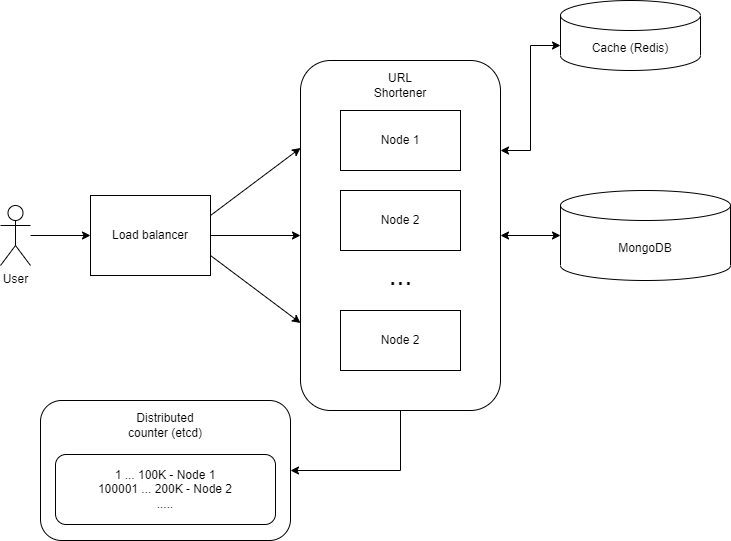 Cache (Redis)
URL
Shortener
Node 1
Node 2
...
Node 2
User
Load balancer
MongoDB
Distributed
counter (etcd)
1 ... 100K - Node 1
100001 ... 200K - Node 2
.....